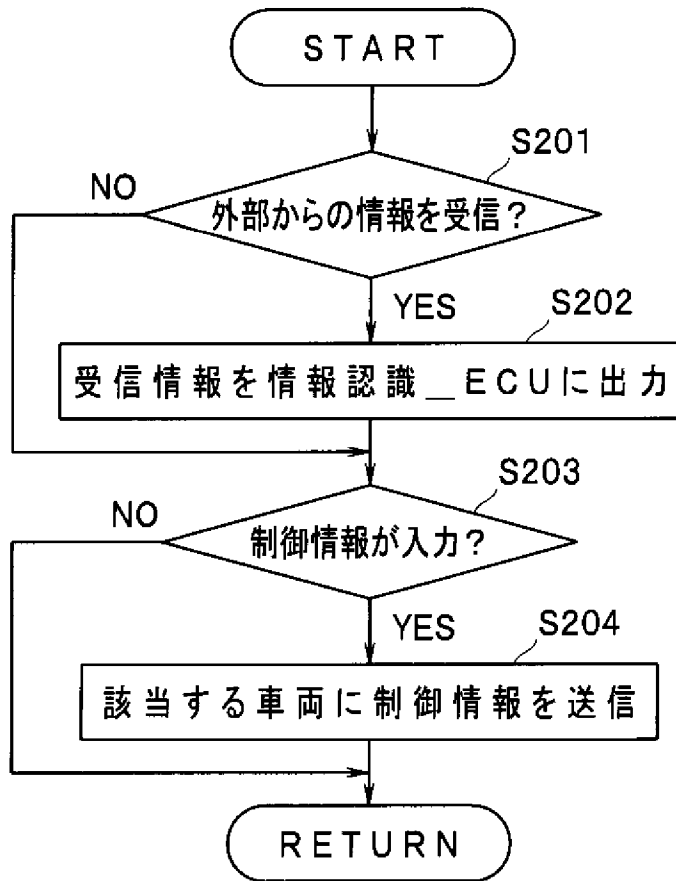 START
S201
NO
外部からの情報を受信?
YES
S202
受信情報を情報認識_ECUに出力
S203
NO
制御情報が入力?
YES
S204
該当する車両に制御情報を送信
RETURN